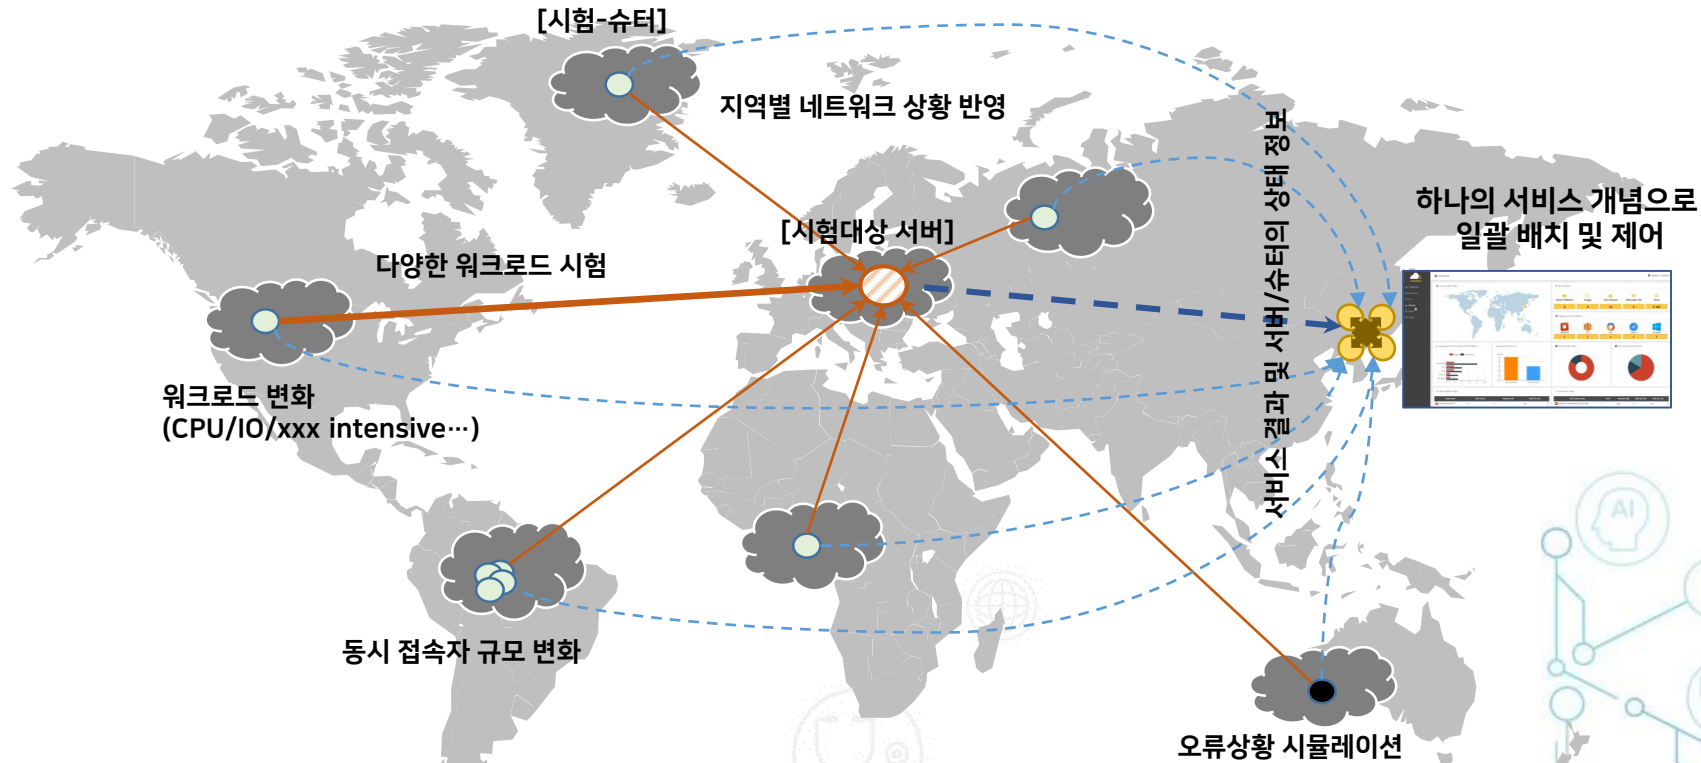 [시험-슈터]
지역별 네트워크 상황 반영
서비스 결과 및 서버/슈터의 상태 정보
하나의 서비스 개념으로
일괄 배치 및 제어
[시험대상 서버]
다양한 워크로드 시험
워크로드 변화
(CPU/IO/xxx intensive…)
동시 접속자 규모 변화
오류상황 시뮬레이션
AI